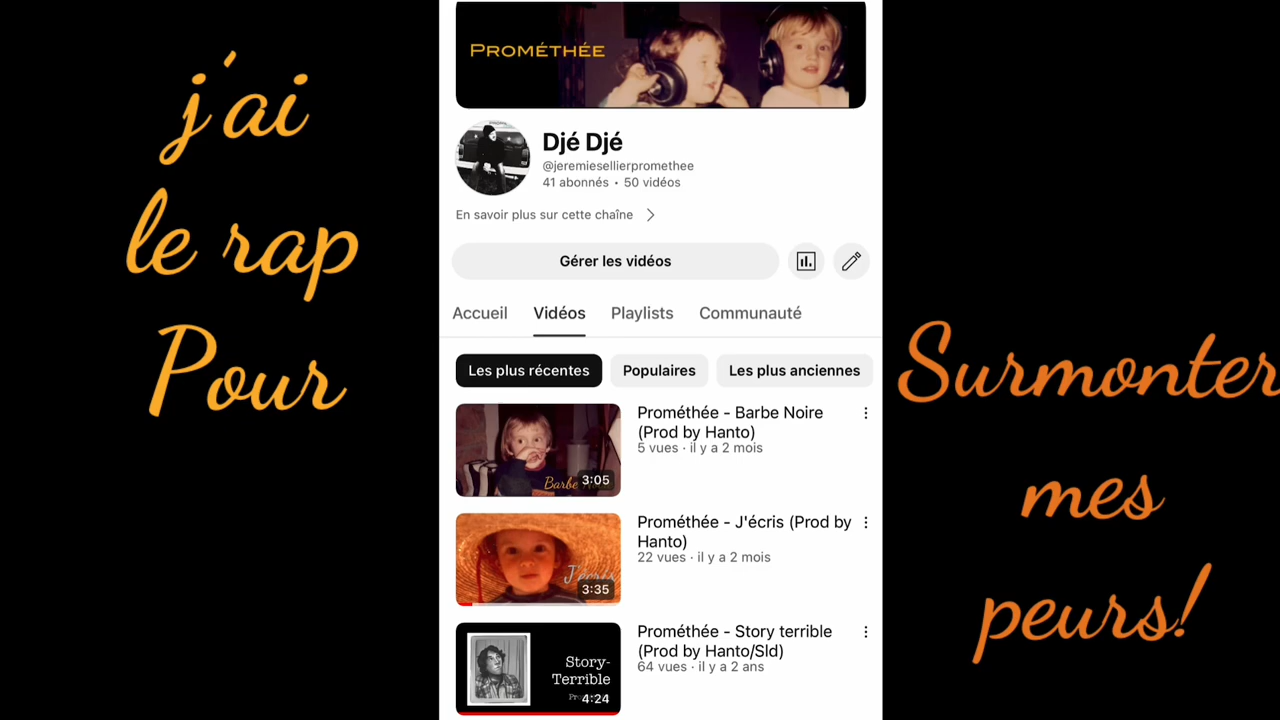 j'ai
le rap
Pour
PROMÉTHÉE
Djé Djé
@jeremiesellierpromethee
41 abonnés • 50 vidéos
En savoir plus sur cette chaîne
Gérer les vidéos
Accueil Vidéos Playlists Communauté
Les plus récentes Populaires Les plus anciennes
Prométhée - Barbe Noire
(Prod by Hanto)
5 vues · il y a 2 mois
Barbe
3:05
Prométhée - J'écris (Prod by
Hanto)
22 vues · il y a 2 mois
J'écris
3:35
Prométhée - Story terrible
(Prod by Hanto/Sld)
64 vues · il y a 2 ans
Story-
Terrible
4:24
Surmonter
mes
peurs!